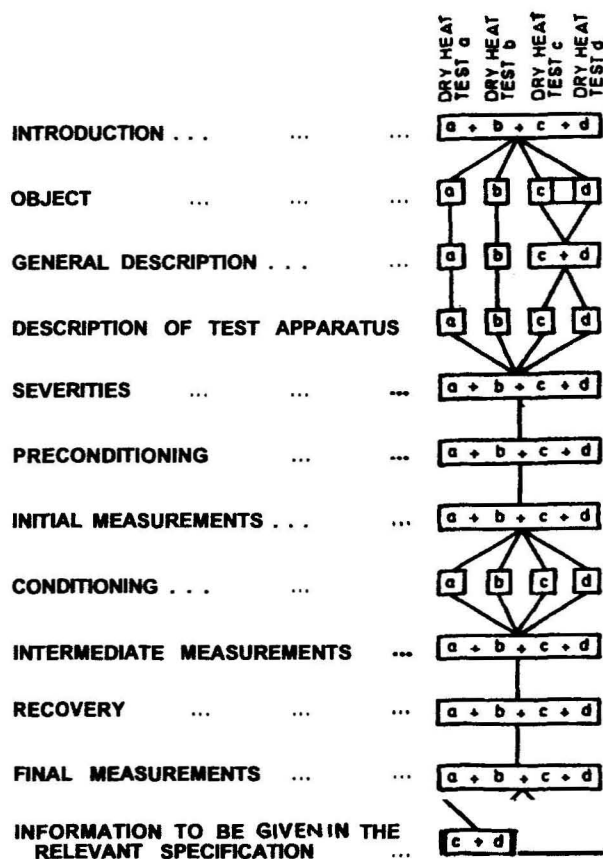 DRY HEAT TEST a
DRY HEAT TEST b
DRY HEAT TEST c
DRY HEAT TEST d
INTRODUCTION ... ... ... a + b + c + d
OBJECT ... ... ... a b c d
GENERAL DESCRIPTION ... ... a b c + d
DESCRIPTION OF TEST APPARATUS a b c d
SEVERITIES ... ... ... a + b + c + d
PRECONDITIONING ... ... a + b + c + d
INITIAL MEASUREMENTS ... ... a + b + c + d
CONDITIONING ... ... a b c d
INTERMEDIATE MEASUREMENTS ... a + b + c + d
RECOVERY ... ... ... a + b + c + d
FINAL MEASUREMENTS ... ... a + b + c + d
INFORMATION TO BE GIVEN IN THE
RELEVANT SPECIFICATION ... c + d